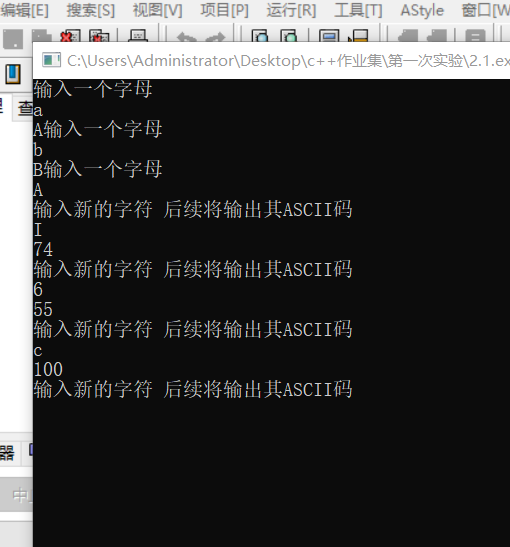 编辑[E] 搜索[S] 视图[V] 项目[P] 运行[R] 工具[T] AStyle 窗口[W
C:\Users\Administrator\Desktop\c++作业集\第一次实验\2.1.ex
查
输入一个字母
a
A输入一个字母
b
B输入一个字母
A
输入新的字符 后续将输出其ASCII码
I
74
输入新的字符 后续将输出其ASCII码
6
55
输入新的字符 后续将输出其ASCII码
c
100
输入新的字符 后续将输出其ASCII码
器
中